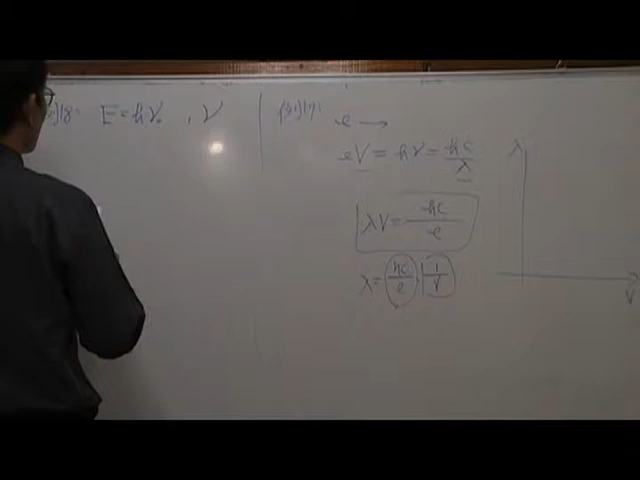 E = hν₀ , ν
e →
eV = hν = hc/λ
λV = hc/e
λ = hc/e · 1/V
λ
V